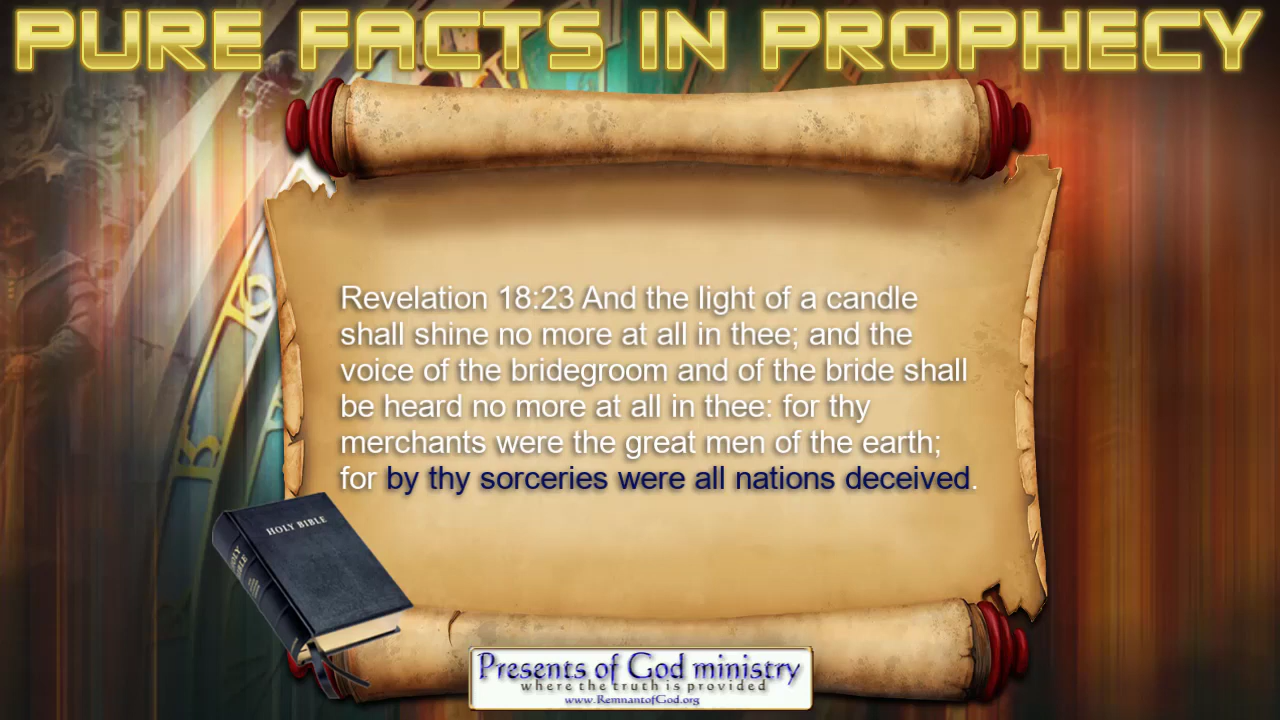 PURE FACTS IN PROPHECY
Revelation 18:23 And the light of a candle
shall shine no more at all in thee; and the
voice of the bridegroom and of the bride shall
be heard no more at all in thee: for thy
merchants were the great men of the earth;
for by thy sorceries were all nations deceived.
HOLY BIBLE
HOLY
BIBLE
Presents of God ministry
where the truth is provided
www.RemnantofGod.org